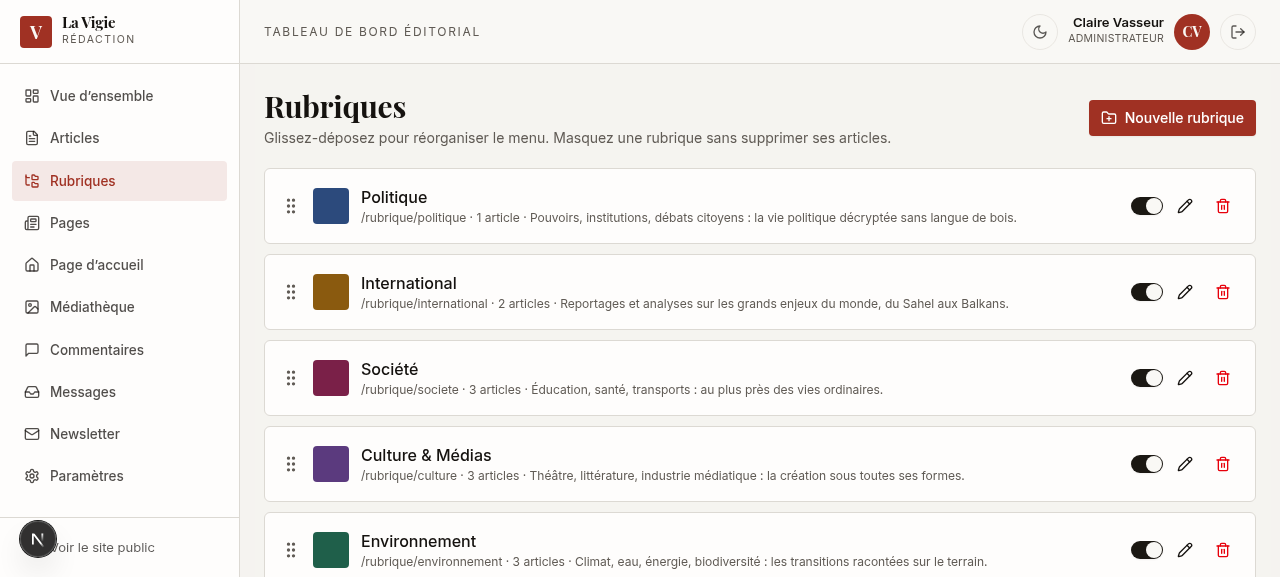 V
La Vigie
RÉDACTION
TABLEAU DE BORD ÉDITORIAL
Claire Vasseur
ADMINISTRATEUR
CV
Vue d’ensemble
Articles
Rubriques
Pages
Page d’accueil
Médiathèque
Commentaires
Messages
Newsletter
Paramètres
N
Voir le site public
Rubriques
Glissez-déposez pour réorganiser le menu. Masquez une rubrique sans supprimer ses articles.
Nouvelle rubrique
Politique
/rubrique/politique · 1 article · Pouvoirs, institutions, débats citoyens : la vie politique décryptée sans langue de bois.
International
/rubrique/international · 2 articles · Reportages et analyses sur les grands enjeux du monde, du Sahel aux Balkans.
Société
/rubrique/societe · 3 articles · Éducation, santé, transports : au plus près des vies ordinaires.
Culture & Médias
/rubrique/culture · 3 articles · Théâtre, littérature, industrie médiatique : la création sous toutes ses formes.
Environnement
/rubrique/environnement · 3 articles · Climat, eau, énergie, biodiversité : les transitions racontées sur le terrain.